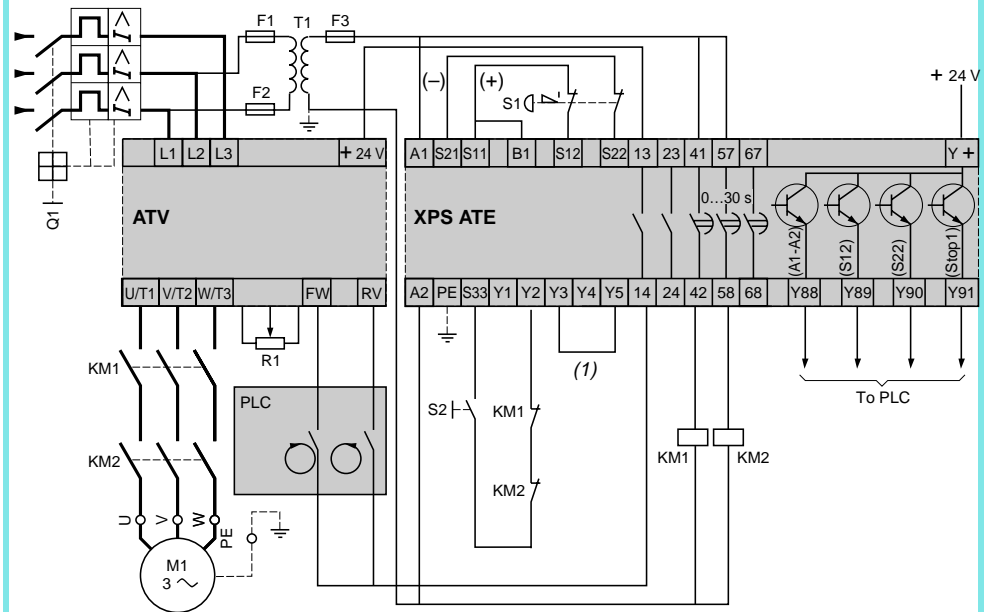 F1 T1 F3
F2
(–) (+)
S1
+ 24 V
Q1
L1 L2 L3 + 24 V
A1 S21 S11 B1 S12 S22 13 23 41 57 67 Y +
ATV
XPS ATE
0...30 s
(A1-A2) (S12) (S22) (Stop1)
U/T1 V/T2 W/T3 FW RV
A2 PE S33 Y1 Y2 Y3 Y4 Y5 14 24 42 58 68 Y88 Y89 Y90 Y91
R1
KM1
(1)
To PLC
PLC
S2
KM1
KM1 KM2
KM2
KM2
U V W PE
M1
3